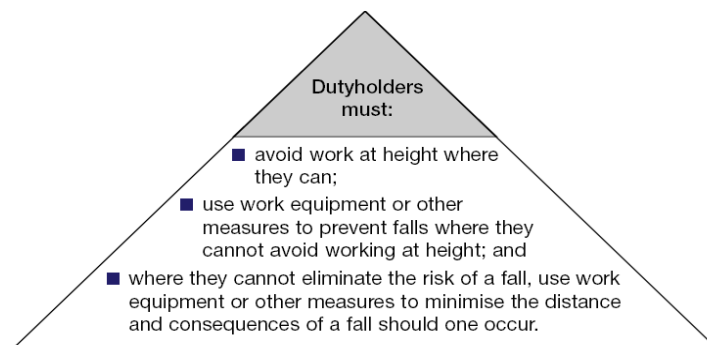 Dutyholders
must:
■ avoid work at height where
they can;
■ use work equipment or other
measures to prevent falls where they
cannot avoid working at height; and
■ where they cannot eliminate the risk of a fall, use work
equipment or other measures to minimise the distance
and consequences of a fall should one occur.